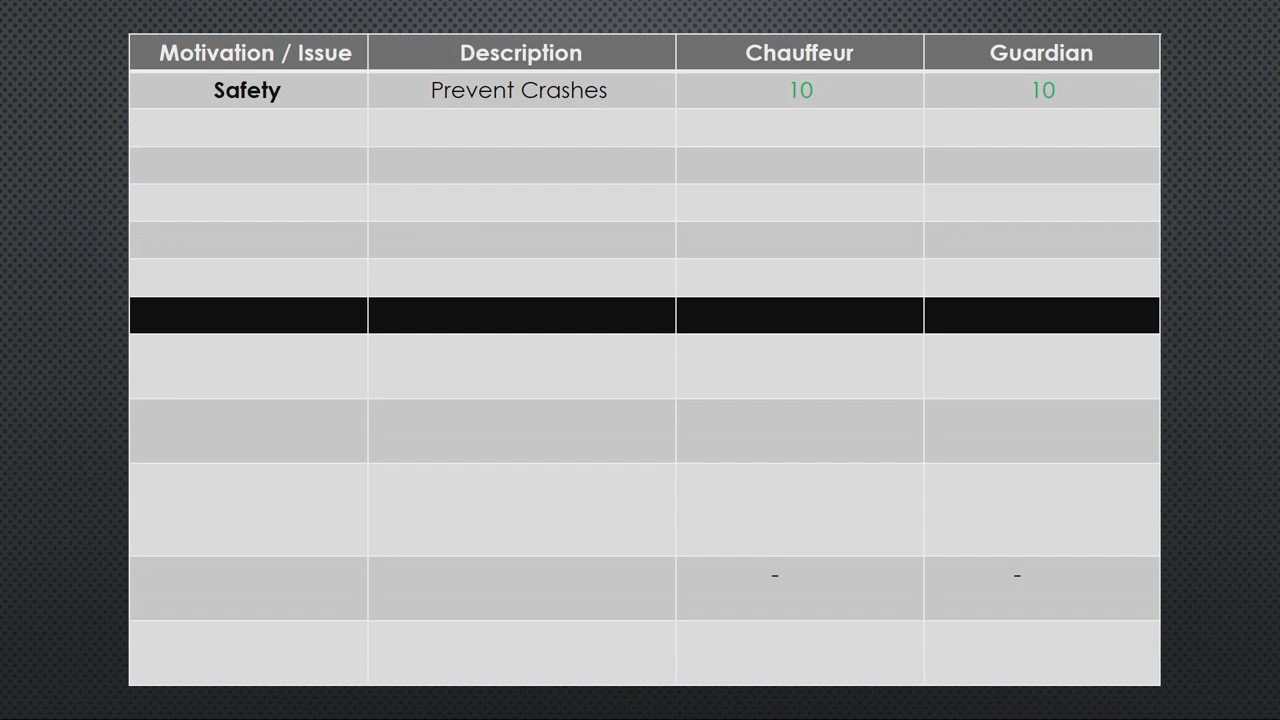 Motivation / Issue Description Chauffeur Guardian
Safety Prevent Crashes 10 10
- -